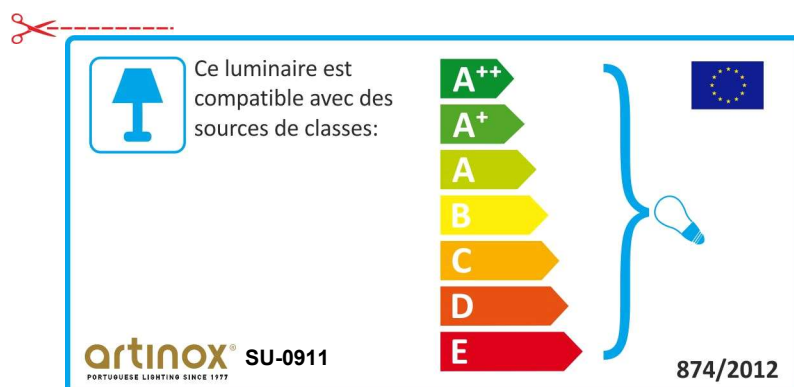 Ce luminaire est
compatible avec des
sources de classes:
A++
A+
A
B
C
D
E
artinox® SU-0911
PORTUGUESE LIGHTING SINCE 1977
874/2012